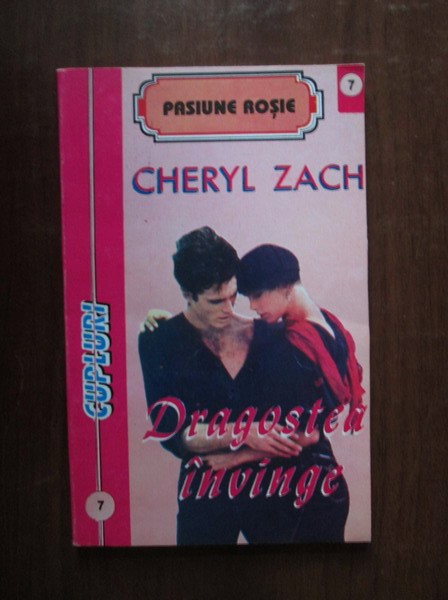 PASIUNE ROȘIE
7
CHERYL ZACH
CUPLURI
Dragostea
învinge
7